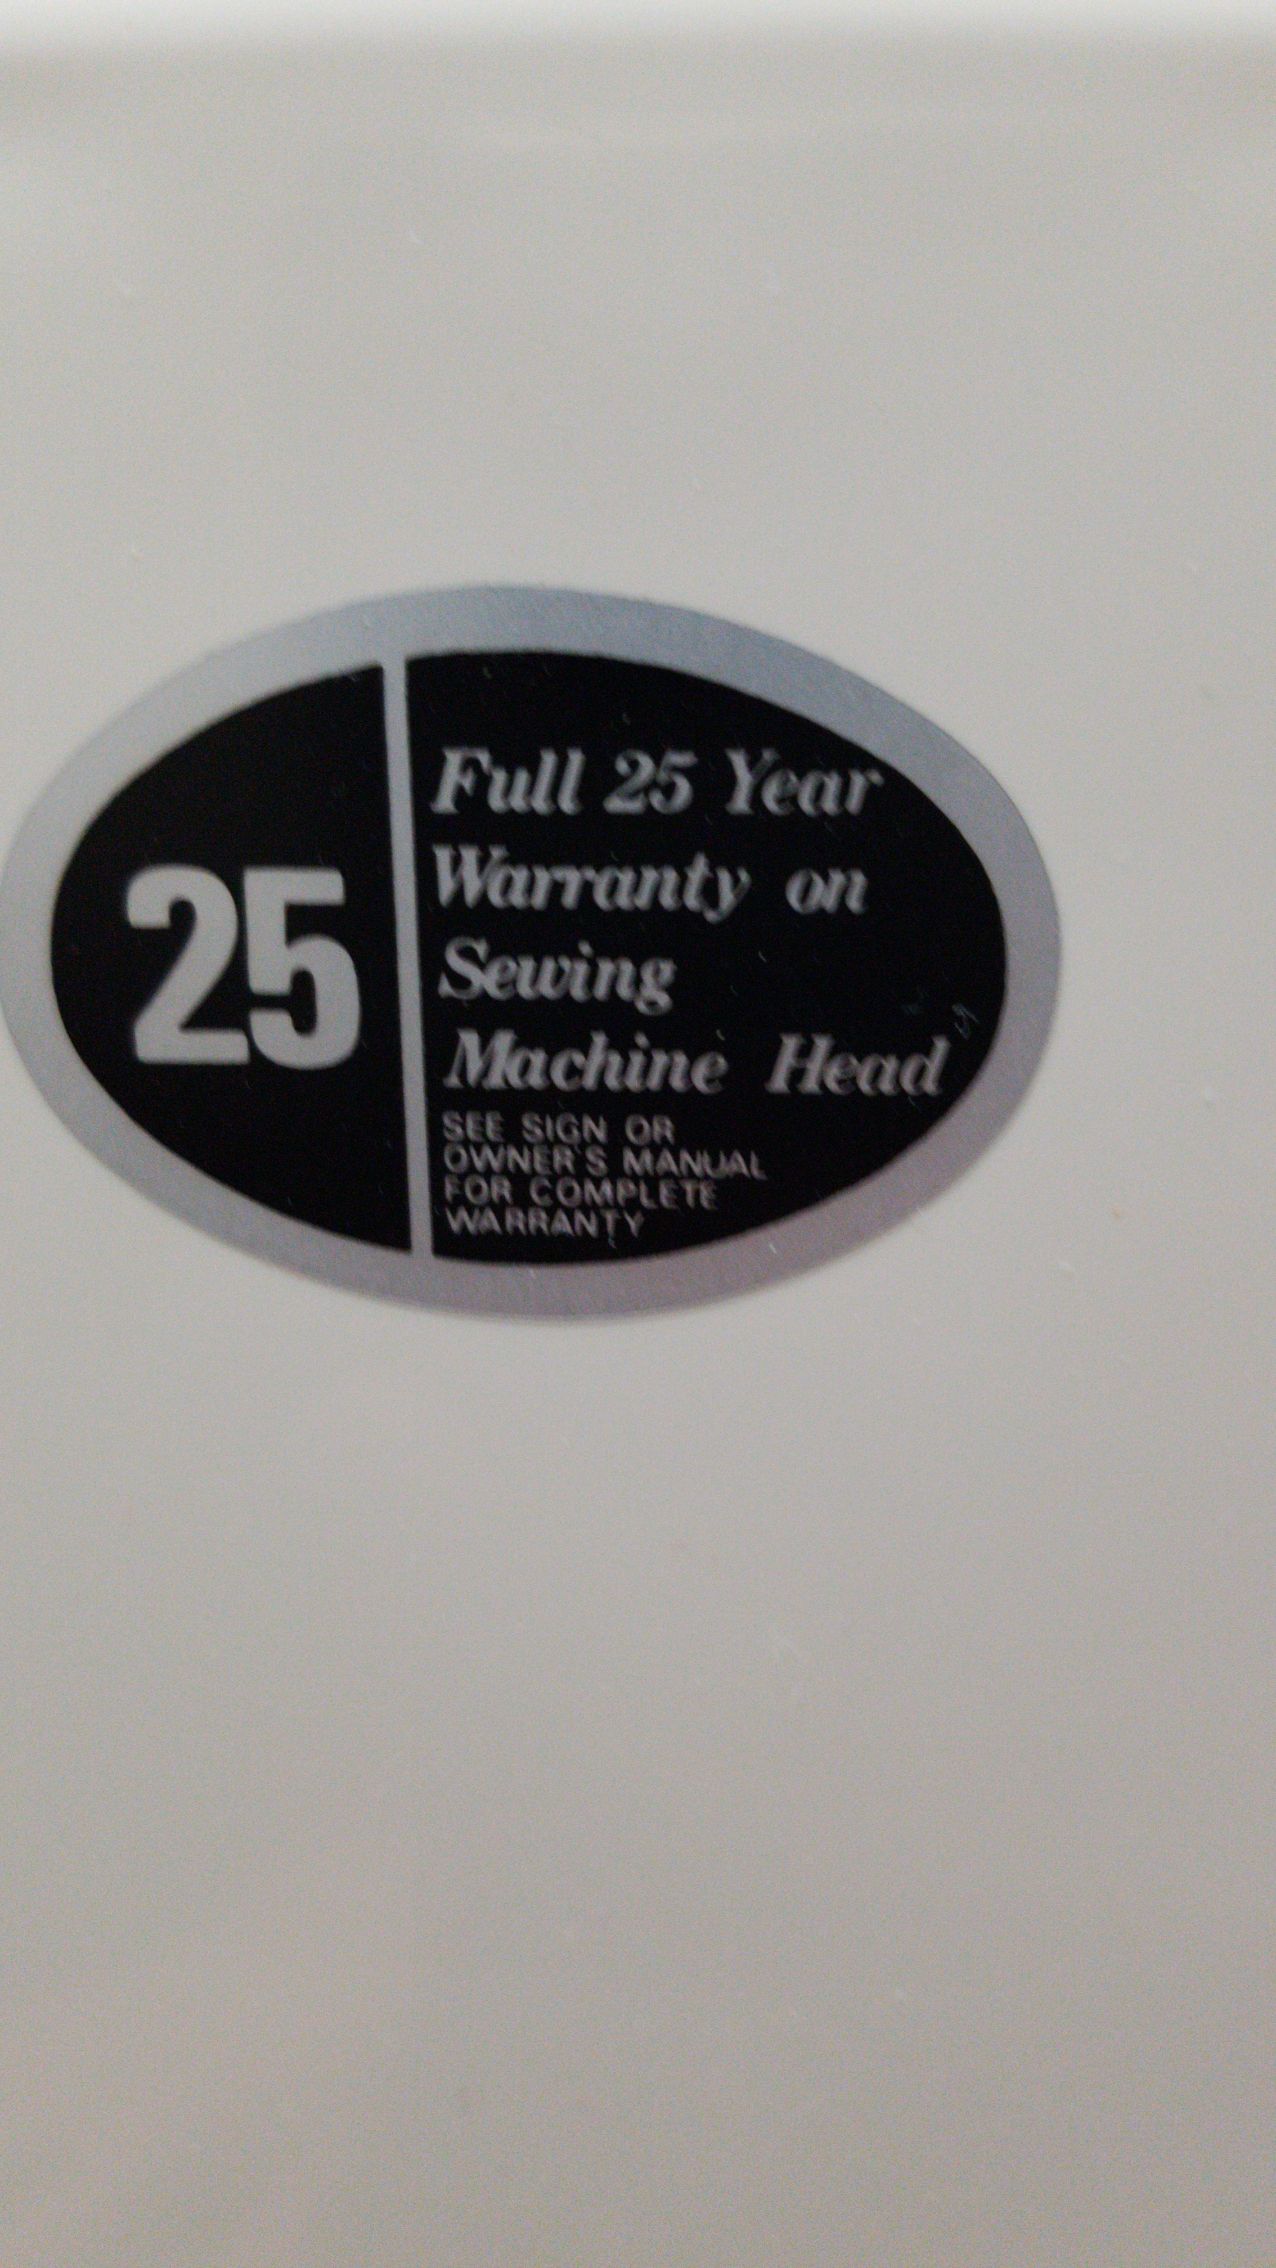 25
Full 25 Year
Warranty on
Sewing
Machine Head
SEE SIGN OR
OWNER'S MANUAL
FOR COMPLETE
WARRANTY